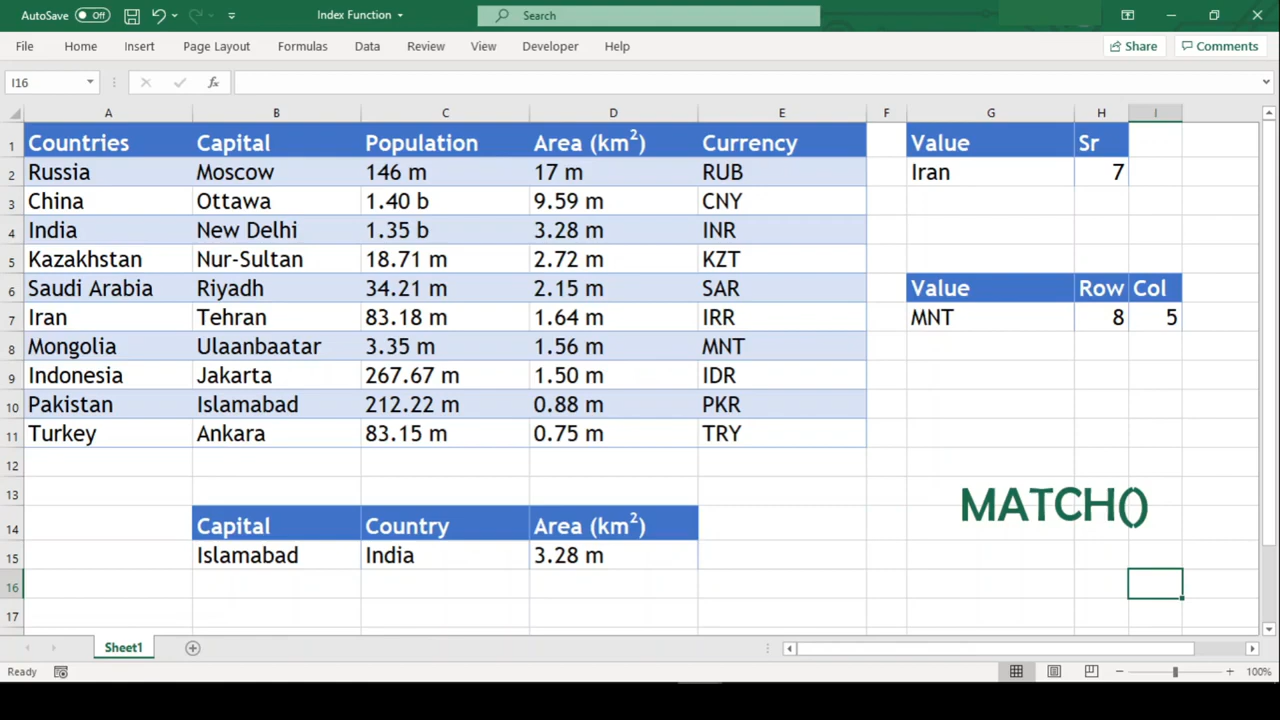 AutoSave Off Index Function Search
File Home Insert Page Layout Formulas Data Review View Developer Help Share Comments
I16 fx
A B C D E F G H I
1 Countries Capital Population Area (km²) Currency Value Sr
2 Russia Moscow 146 m 17 m RUB Iran 7
3 China Ottawa 1.40 b 9.59 m CNY
4 India New Delhi 1.35 b 3.28 m INR
5 Kazakhstan Nur-Sultan 18.71 m 2.72 m KZT
6 Saudi Arabia Riyadh 34.21 m 2.15 m SAR Value Row Col
7 Iran Tehran 83.18 m 1.64 m IRR MNT 8 5
8 Mongolia Ulaanbaatar 3.35 m 1.56 m MNT
9 Indonesia Jakarta 267.67 m 1.50 m IDR
10 Pakistan Islamabad 212.22 m 0.88 m PKR
11 Turkey Ankara 83.15 m 0.75 m TRY
12
13
MATCH()
14 Capital Country Area (km²)
15 Islamabad India 3.28 m
16
17
Sheet1
Ready 100%